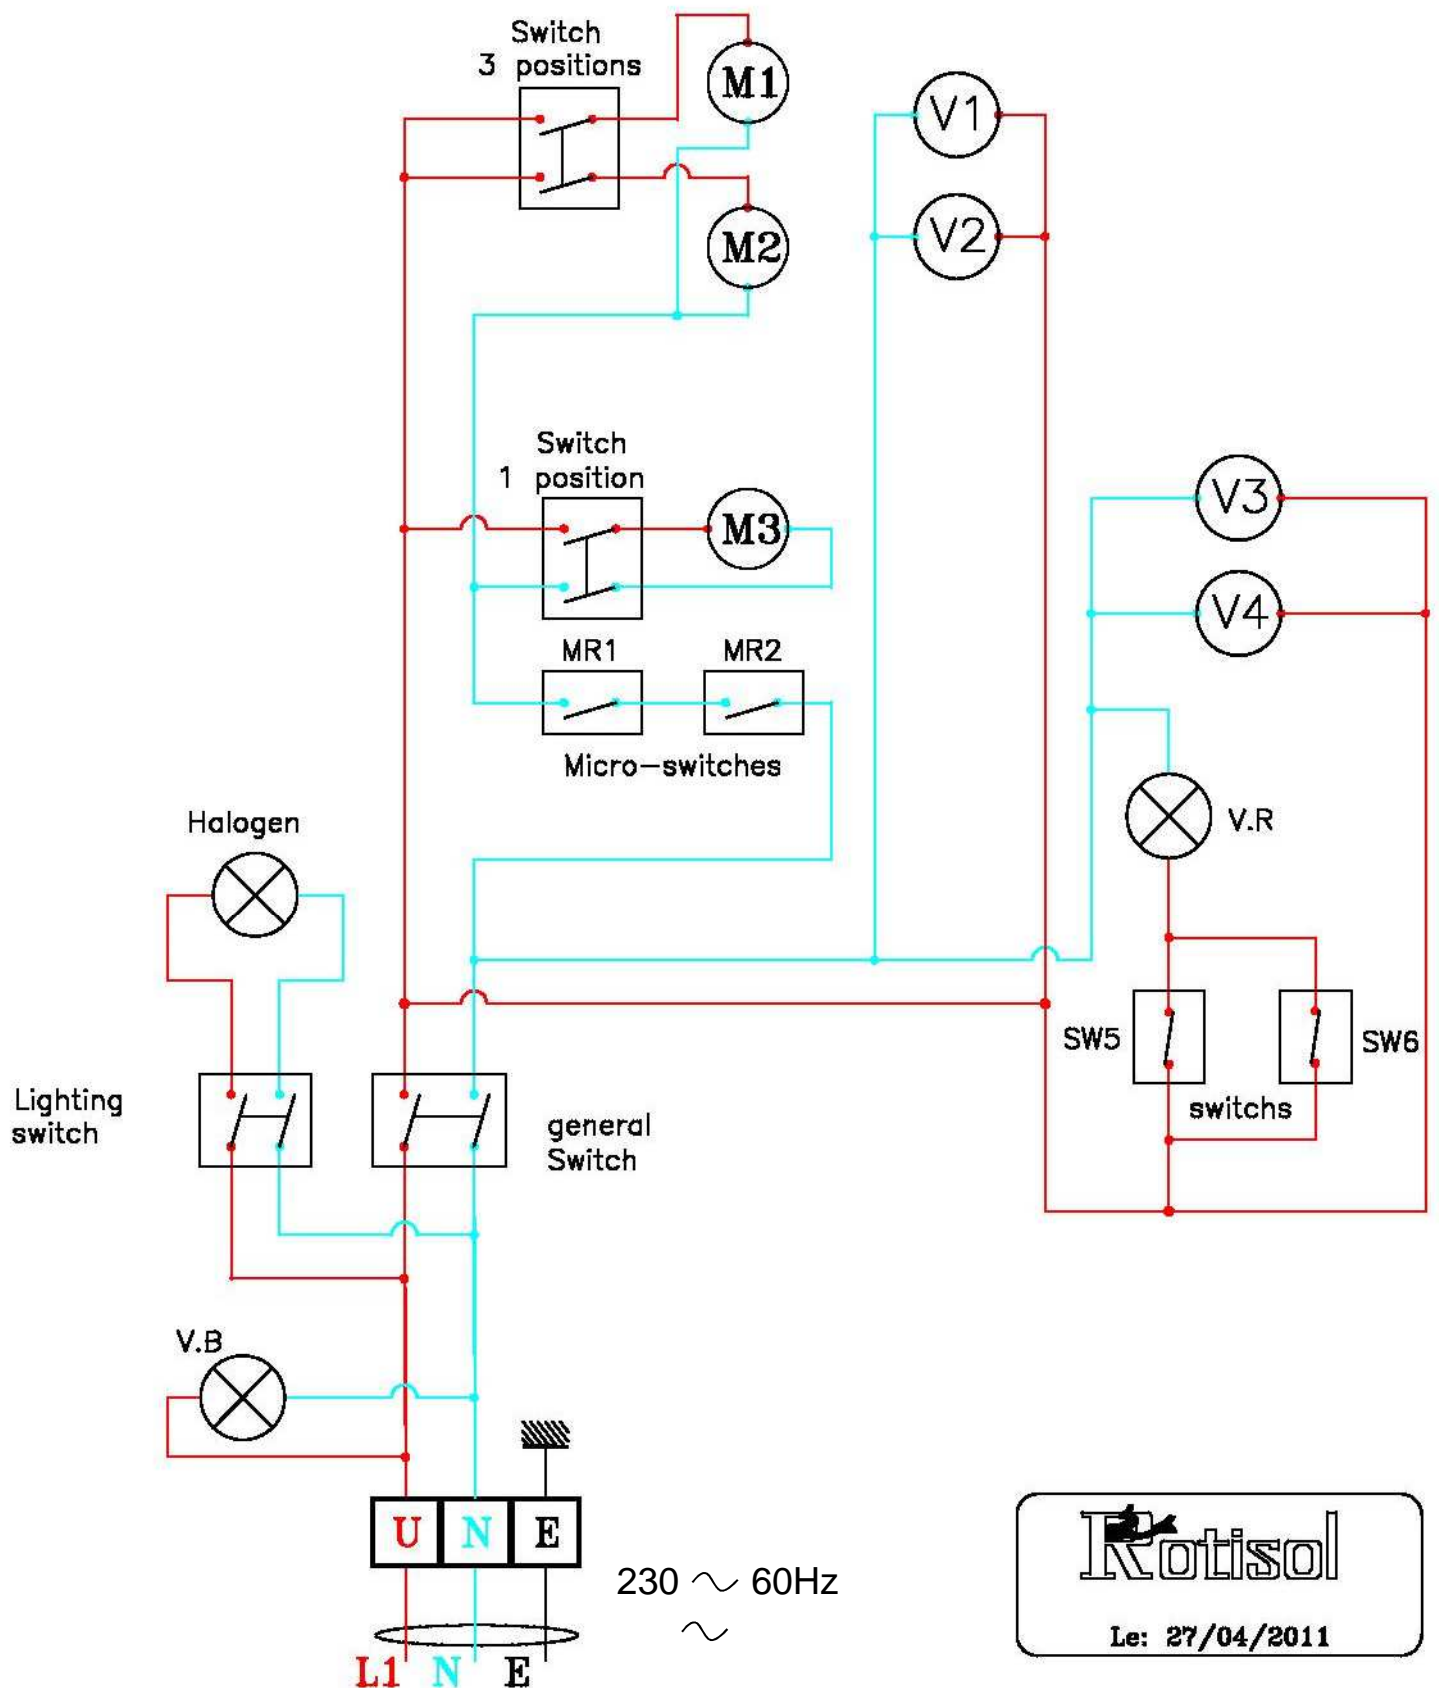 Switch
3 positions
M1
V1
V2
M2
Switch
1 position
M3
V3
V4
MR1
MR2
Micro-switches
Halogen
V.R
SW5
SW6
switchs
Lighting
switch
general
Switch
V.B
U N E
230 ~ 60Hz
~
L1 N E
Rotisol
Le: 27/04/2011